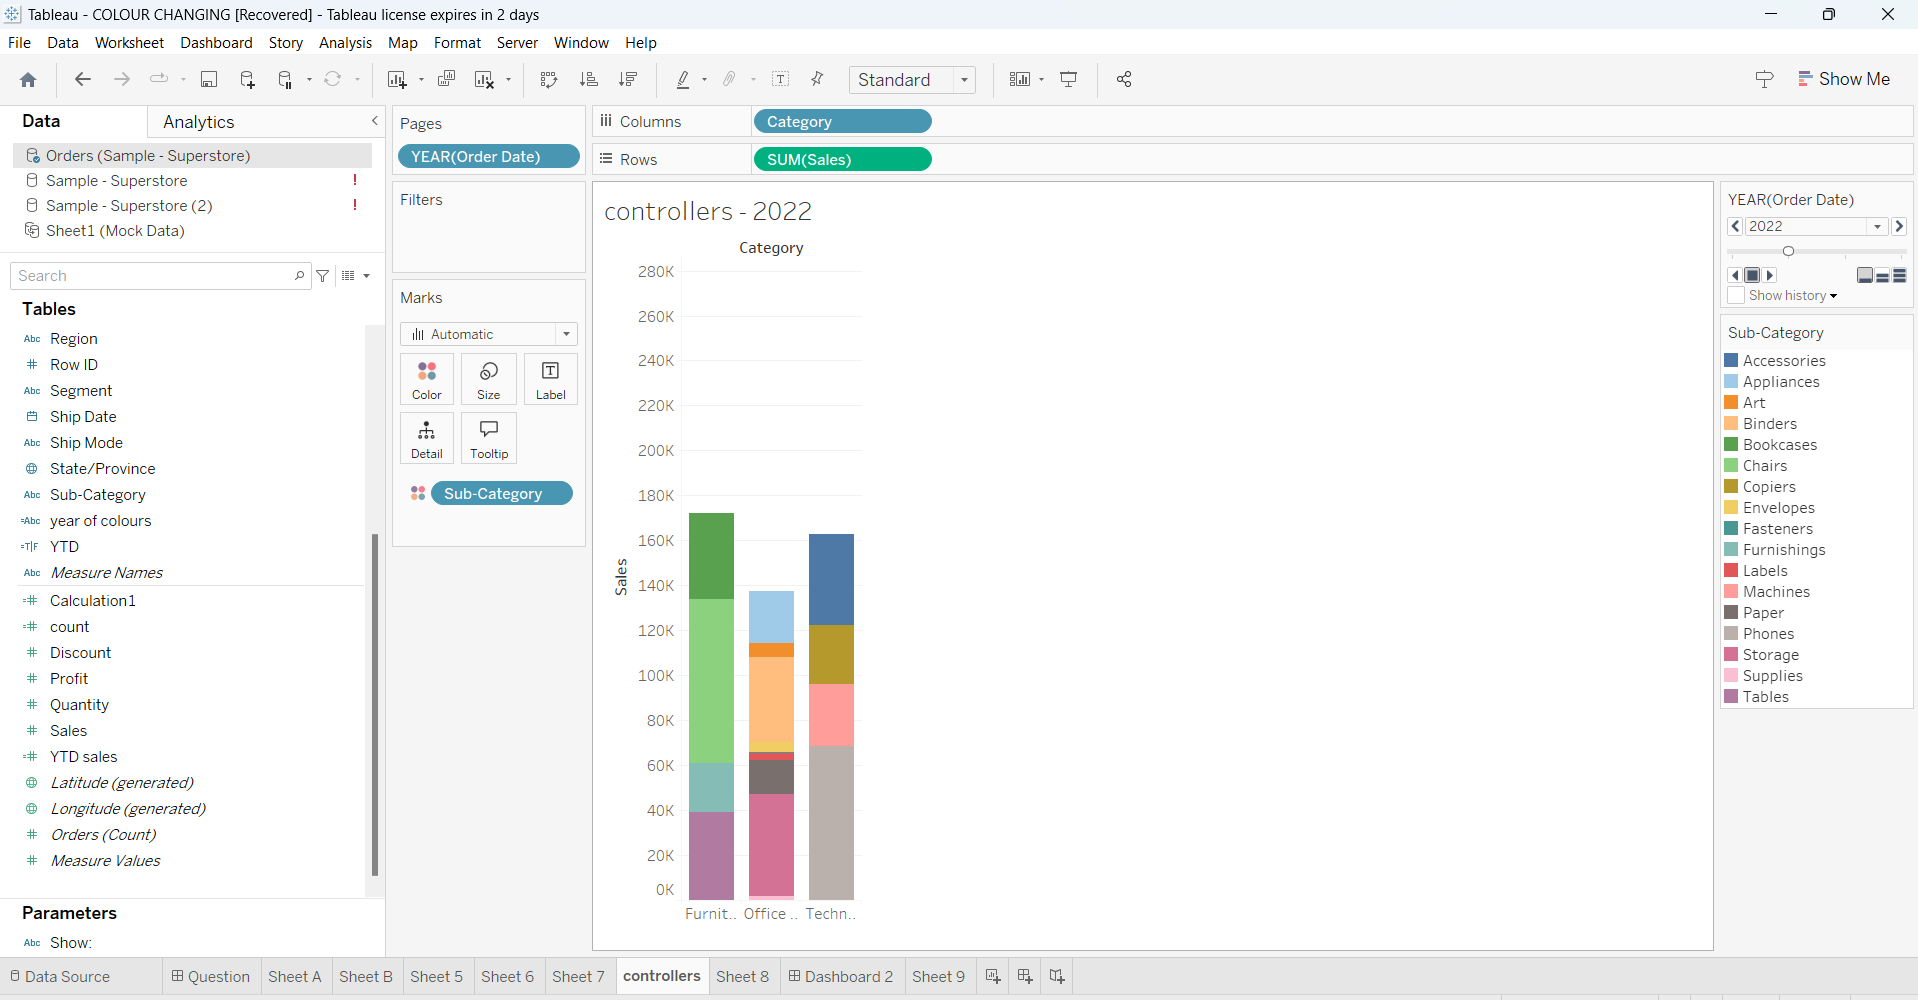 Tableau - COLOUR CHANGING [Recovered] - Tableau license expires in 2 days
File Data Worksheet Dashboard Story Analysis Map Format Server Window Help
Standard
Show Me
Data
Analytics
Orders (Sample - Superstore)
Sample - Superstore !
Sample - Superstore (2) !
Sheet1 (Mock Data)
Search
Tables
Abc Region
# Row ID
Abc Segment
Ship Date
Abc Ship Mode
State/Province
Abc Sub-Category
=Abc year of colours
=T|F YTD
Abc Measure Names
=# Calculation1
=# count
# Discount
# Profit
# Quantity
# Sales
=# YTD sales
Latitude (generated)
Longitude (generated)
# Orders (Count)
# Measure Values
Parameters
Abc Show:
Pages
YEAR(Order Date)
Filters
Marks
Automatic
Color
Size
Label
Detail
Tooltip
Sub-Category
Columns
Category
Rows
SUM(Sales)
controllers - 2022
Category
280K
260K
240K
220K
200K
180K
160K
140K
120K
100K
80K
60K
40K
20K
0K
Sales
Furnit..
Office ..
Techn..
YEAR(Order Date)
2022
Show history
Sub-Category
Accessories
Appliances
Art
Binders
Bookcases
Chairs
Copiers
Envelopes
Fasteners
Furnishings
Labels
Machines
Paper
Phones
Storage
Supplies
Tables
Data Source
Question
Sheet A
Sheet B
Sheet 5
Sheet 6
Sheet 7
controllers
Sheet 8
Dashboard 2
Sheet 9